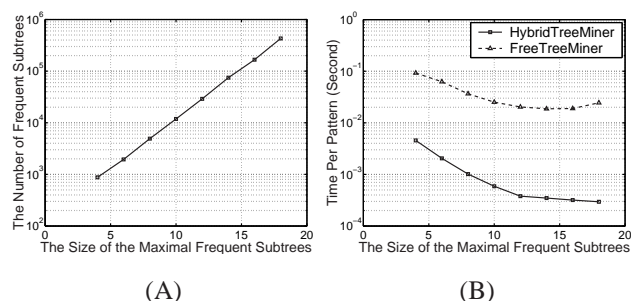 10^6
10^5
10^4
10^3
10^2
0 5 10 15 20
The Number of Frequent Subtrees
The Size of the Maximal Frequent Subtrees
(A)
HybridTreeMiner
FreeTreeMiner
10^0
10^−1
10^−2
10^−3
10^−4
0 5 10 15 20
Time Per Pattern (Second)
The Size of the Maximal Frequent Subtrees
(B)